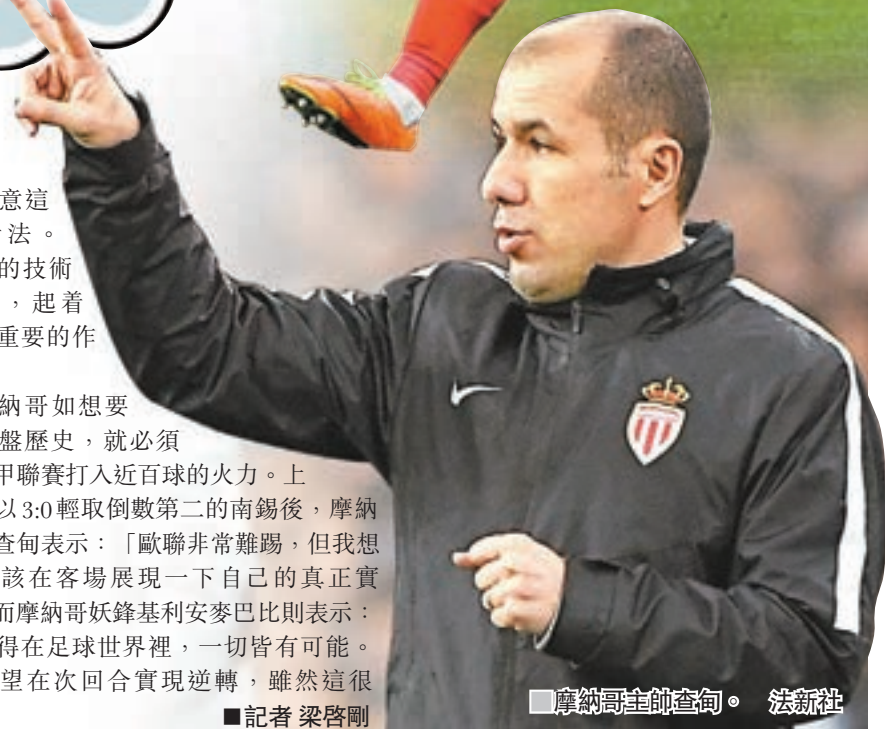 意這
法。
的技術
，起着
重要的作
納哥如想要
盤歷史，就必須
甲聯賽打入近百球的火力。上
以3:0輕取倒數第二的南錫後，摩納
查甸表示：「歐聯非常難踢，但我想
該在客場展現一下自己的真正實
而摩納哥妖鋒基利安麥巴比則表示：
得在足球世界裡，一切皆有可能。
望在次回合實現逆轉，雖然這很
■記者 梁啓剛
■摩納哥主帥查甸。 法新社